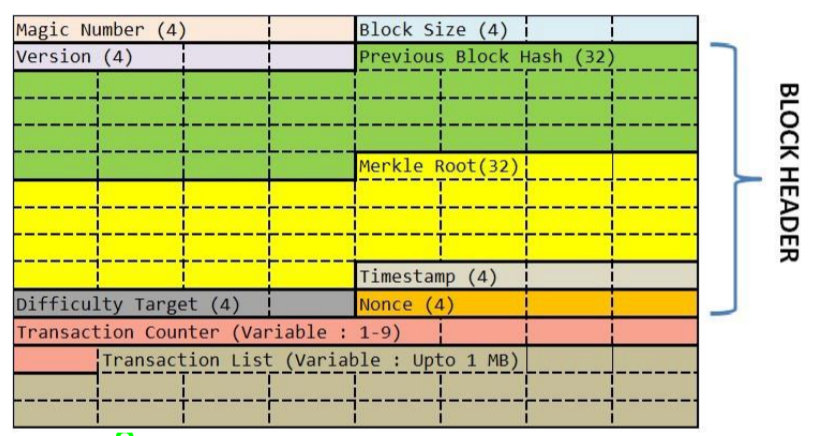 Magic Number (4) Block Size (4)
Version (4) Previous Block Hash (32)
Merkle Root(32)
Timestamp (4)
Difficulty Target (4) Nonce (4)
Transaction Counter (Variable : 1-9)
Transaction List (Variable : Upto 1 MB)
BLOCK HEADER